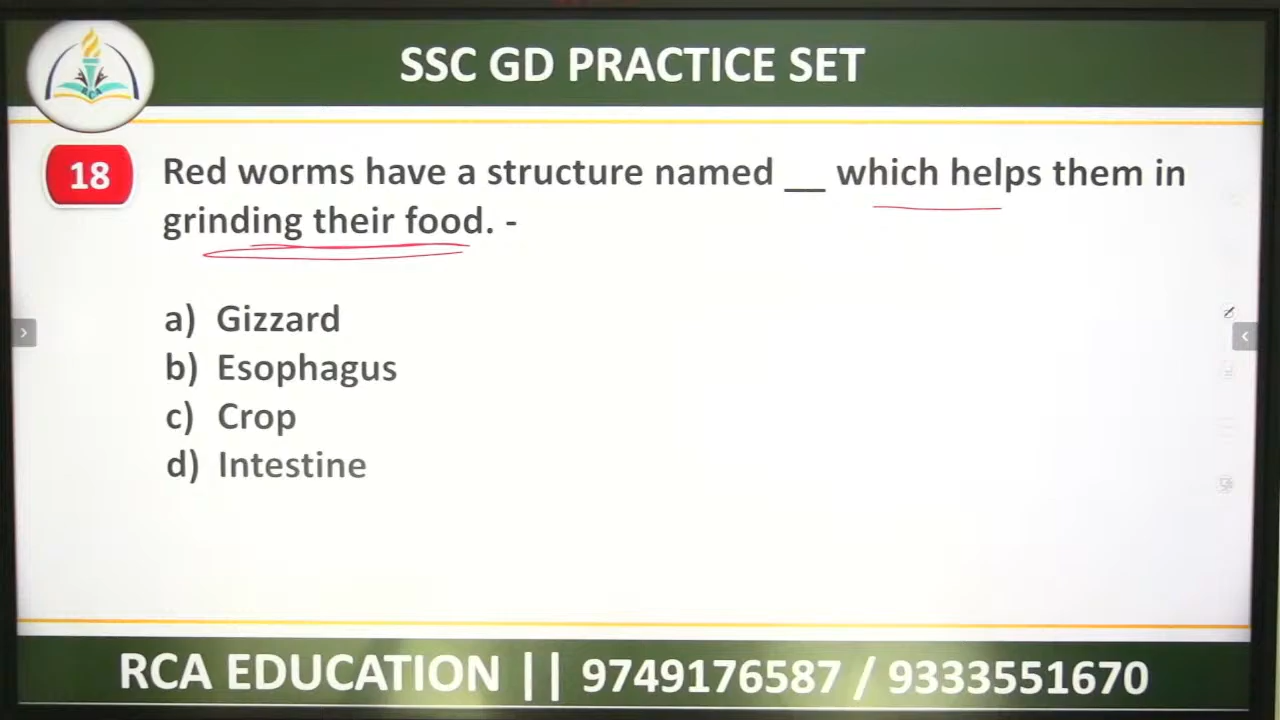 SSC GD PRACTICE SET
18
Red worms have a structure named __ which helps them in
grinding their food. -
a) Gizzard
b) Esophagus
c) Crop
d) Intestine
RCA EDUCATION || 9749176587 / 9333551670